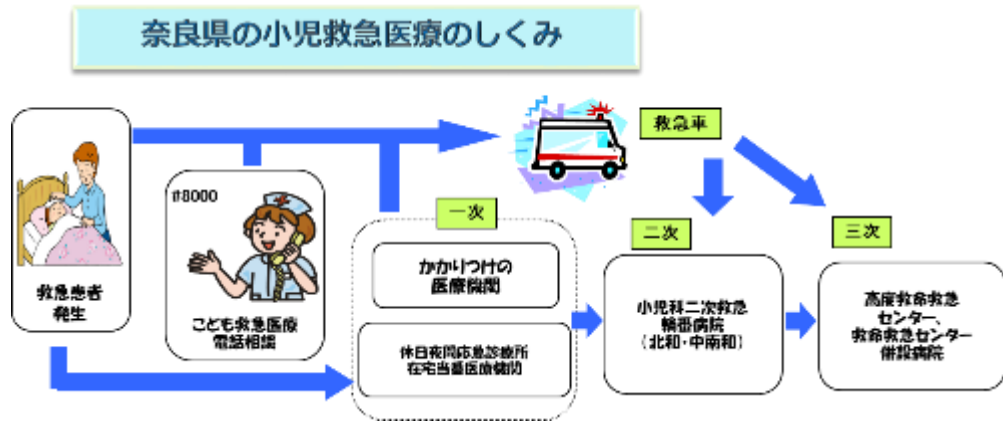 奈良県の小児救急医療のしくみ
救急車
#8000
一次
二次
三次
かかりつけの
医療機関
救急患者
発生
こども救急医療
電話相談
休日夜間応急診療所
在宅当番医療機関
小児科二次救急
輪番病院
(北和・中南和)
高度救命救急
センター、
救命救急センター
併設病院